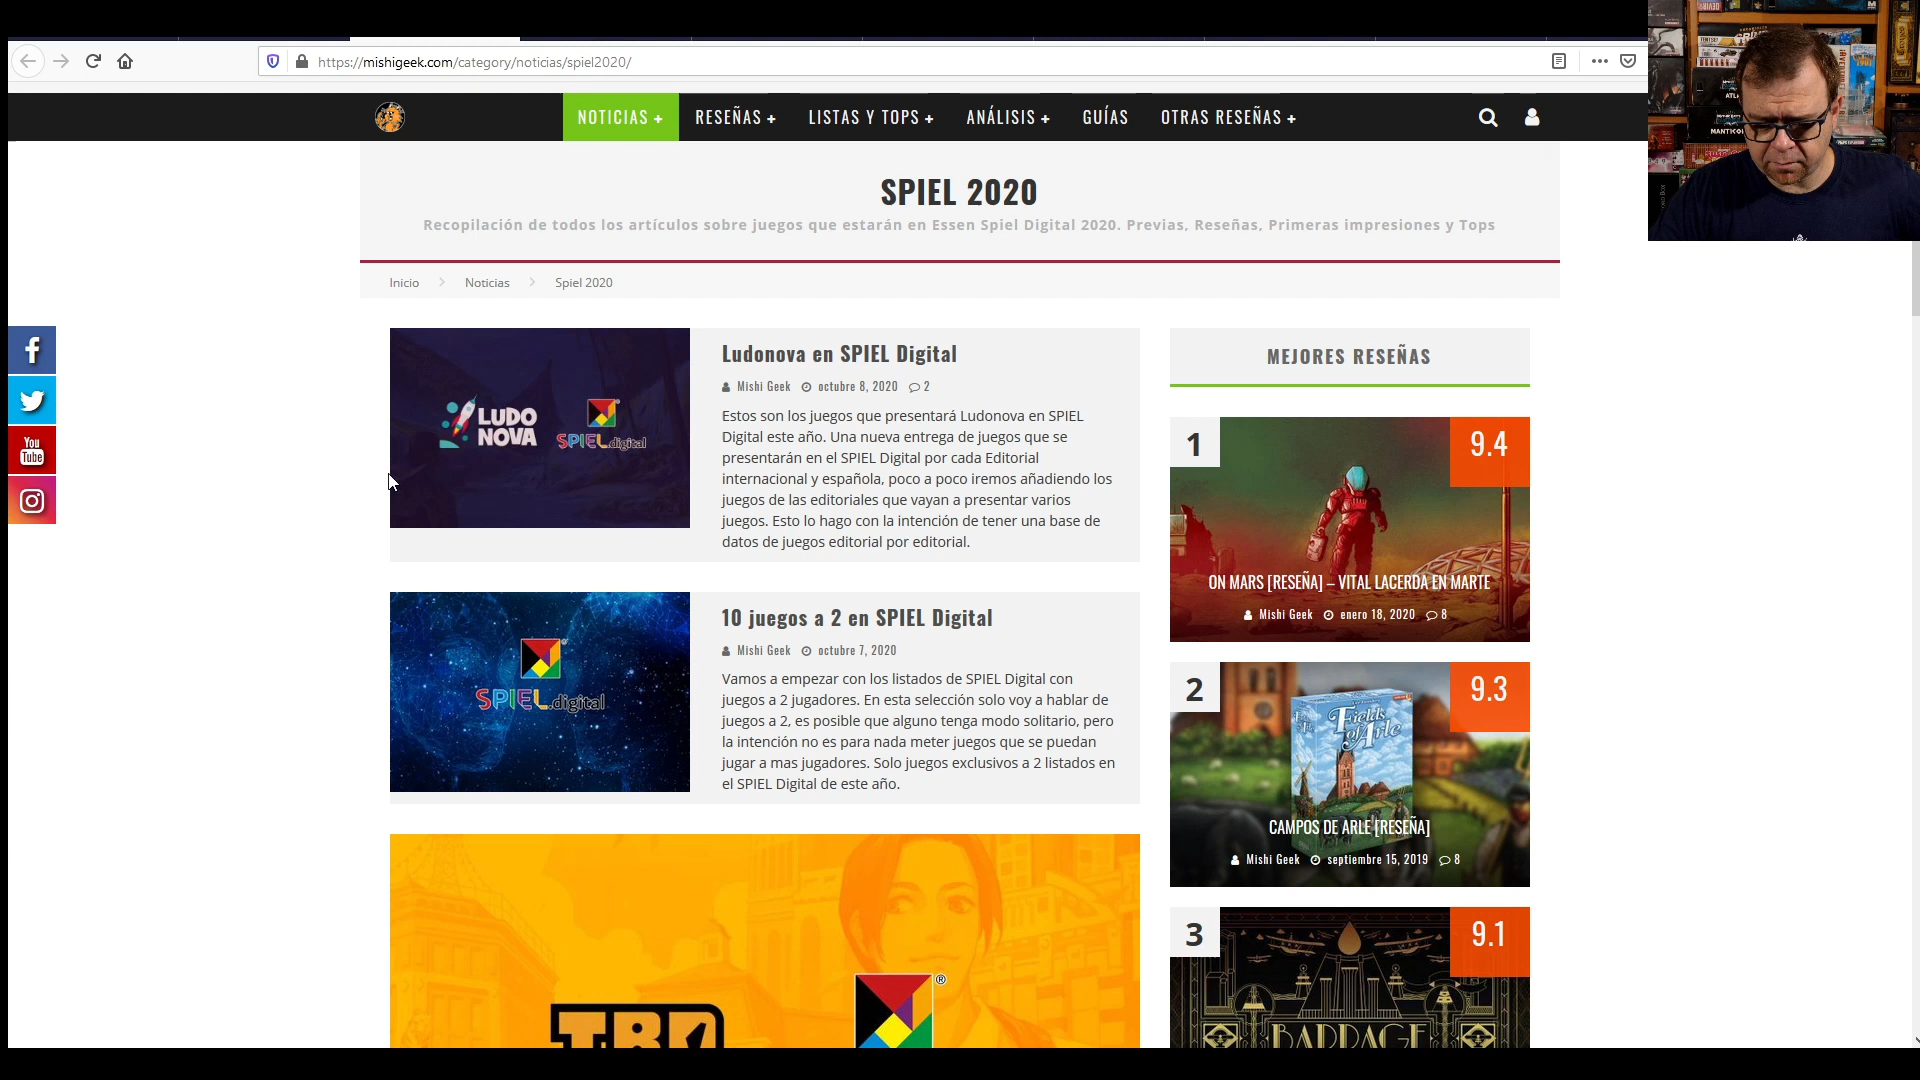 https://mishigeek.com/category/noticias/spiel2020/
NOTICIAS +
RESEÑAS +
LISTAS Y TOPS +
ANÁLISIS +
GUÍAS
OTRAS RESEÑAS +
SPIEL 2020
Recopilación de todos los artículos sobre juegos que estarán en Essen Spiel Digital 2020. Previas, Reseñas, Primeras impresiones y Tops
Inicio
Noticias
Spiel 2020
LUDO
NOVA
SPIEL.digital
Ludonova en SPIEL Digital
Mishi Geek octubre 8, 2020 2
Estos son los juegos que presentará Ludonova en SPIEL
Digital este año. Una nueva entrega de juegos que se
presentarán en el SPIEL Digital por cada Editorial
internacional y española, poco a poco iremos añadiendo los
juegos de las editoriales que vayan a presentar varios
juegos. Esto lo hago con la intención de tener una base de
datos de juegos editorial por editorial.
SPIEL.digital
10 juegos a 2 en SPIEL Digital
Mishi Geek octubre 7, 2020
Vamos a empezar con los listados de SPIEL Digital con
juegos a 2 jugadores. En esta selección solo voy a hablar de
juegos a 2, es posible que alguno tenga modo solitario, pero
la intención no es para nada meter juegos que se puedan
jugar a mas jugadores. Solo juegos exclusivos a 2 listados en
el SPIEL Digital de este año.
MEJORES RESEÑAS
1
9.4
ON MARS [RESEÑA] – VITAL LACERDA EN MARTE
Mishi Geek enero 18, 2020 8
2
9.3
Fields
of Arle
CAMPOS DE ARLE [RESEÑA]
Mishi Geek septiembre 15, 2019 8
3
9.1
BARRAGE
You
Tube
MANTICO